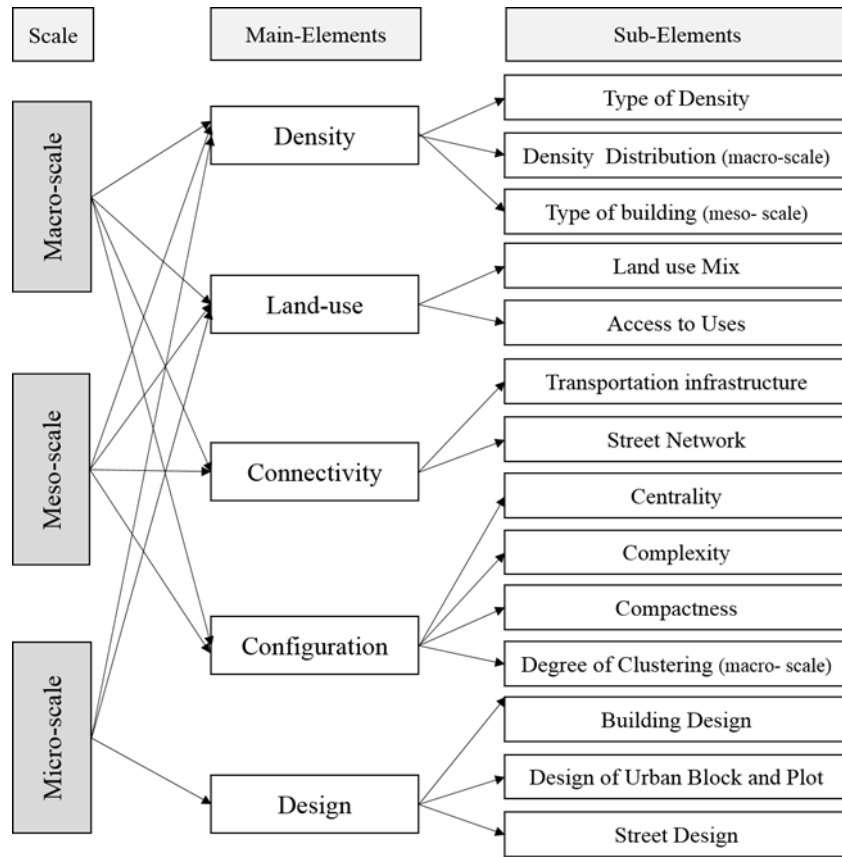 Scale
Main-Elements
Sub-Elements
Macro-scale
Meso-scale
Micro-scale
Density
Land-use
Connectivity
Configuration
Design
Type of Density
Density Distribution (macro-scale)
Type of building (meso- scale)
Land use Mix
Access to Uses
Transportation infrastructure
Street Network
Centrality
Complexity
Compactness
Degree of Clustering (macro- scale)
Building Design
Design of Urban Block and Plot
Street Design